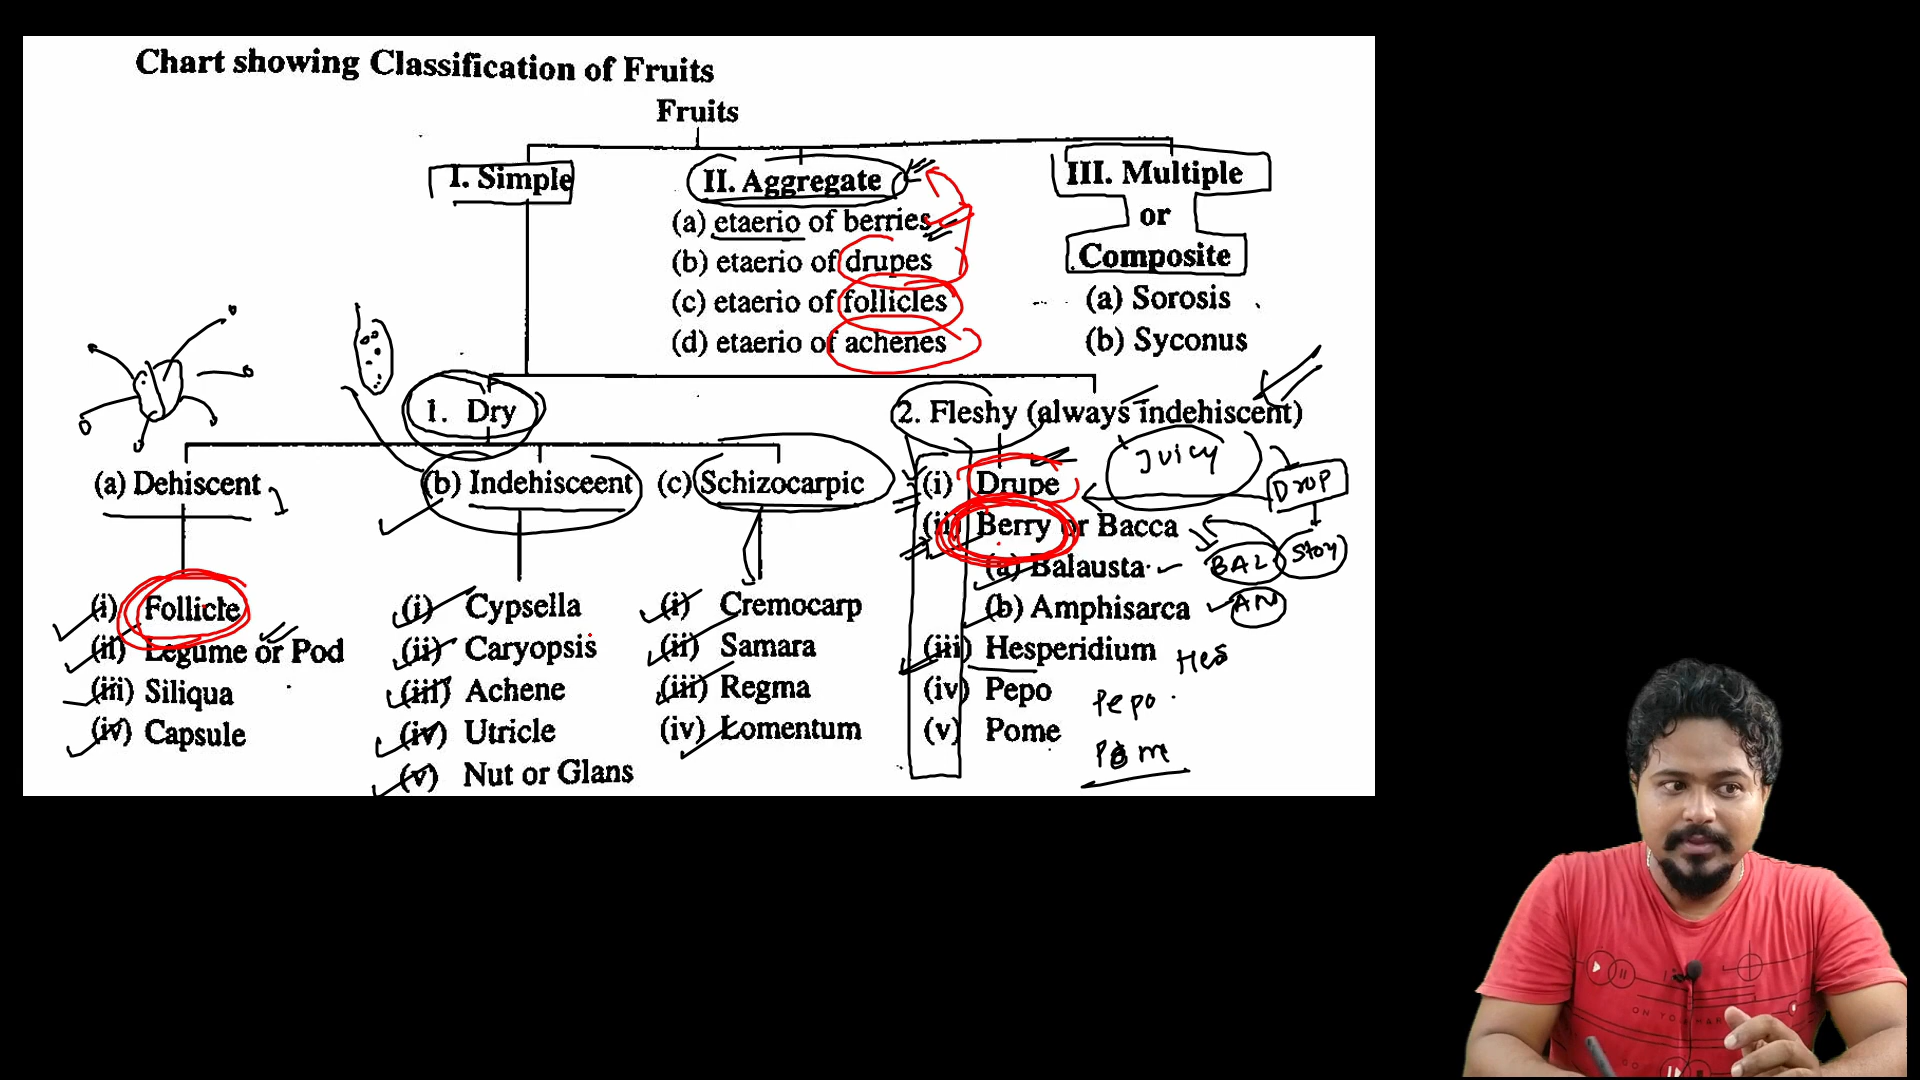 Chart showing Classification of Fruits
Fruits
I. Simple
II. Aggregate
(a) etaerio of berries
(b) etaerio of drupes
(c) etaerio of follicles
(d) etaerio of achenes
III. Multiple
or
Composite
(a) Sorosis
(b) Syconus
1. Dry
2. Fleshy (always indehiscent)
(a) Dehiscent
(i) Follicle
(ii) Legume or Pod
(iii) Siliqua
(iv) Capsule
(b) Indehisceent
(i) Cypsella
(ii) Caryopsis
(iii) Achene
(iv) Utricle
(v) Nut or Glans
(c) Schizocarpic
(i) Cremocarp
(ii) Samara
(iii) Regma
(iv) Lomentum
(i) Drupe
(ii) Berry or Bacca
(a) Balausta
(b) Amphisarca
(iii) Hesperidium
(iv) Pepo
(v) Pome
Juicy
Drop
Story
BAL
AN
Hes
Pepo
Pom